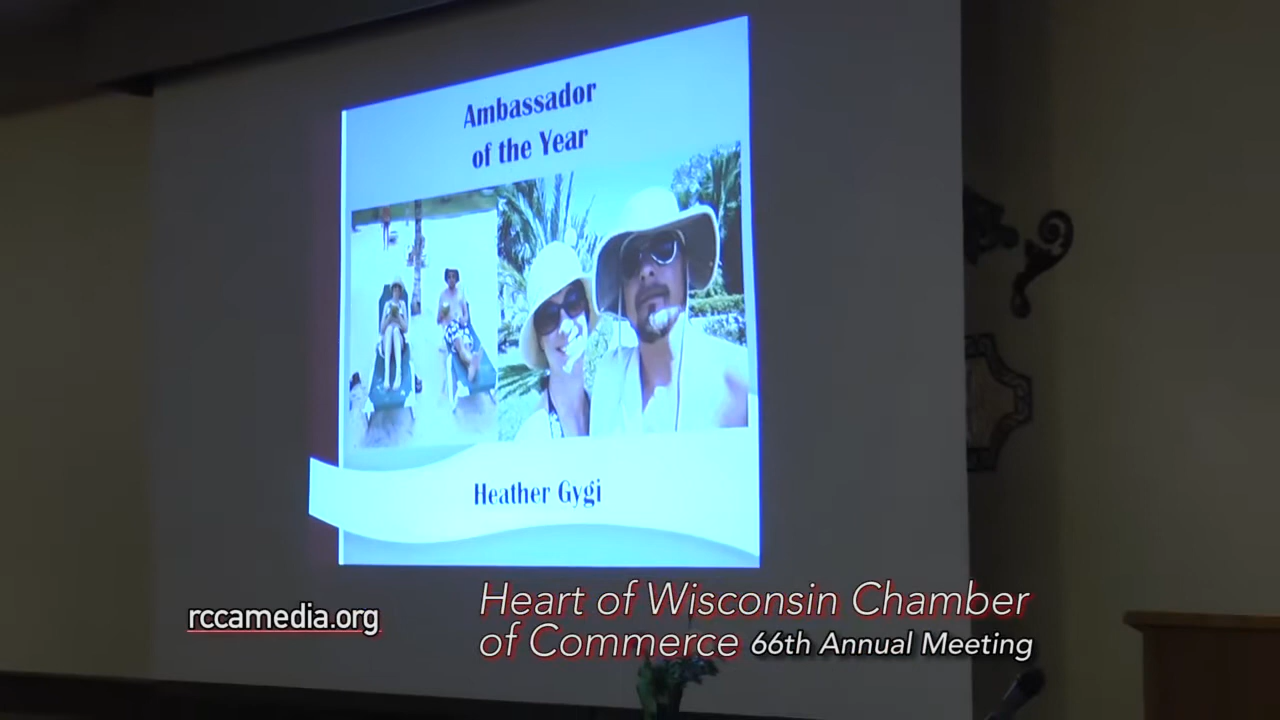 Ambassador
of the Year
Heather Gygi
rccamedia.org
Heart of Wisconsin Chamber
of Commerce 66th Annual Meeting